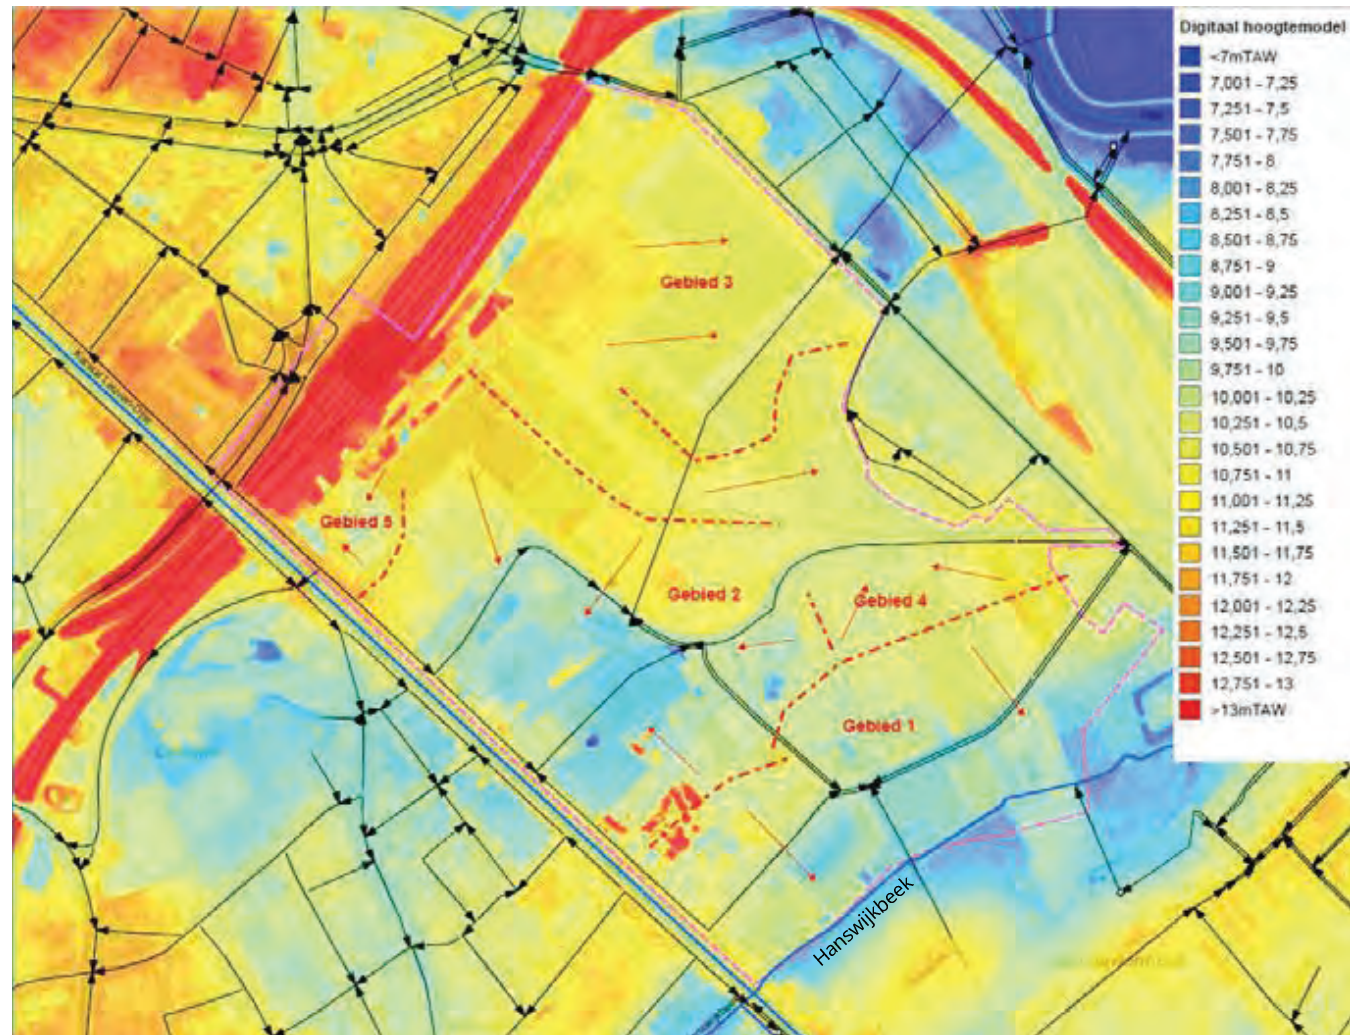 Digitaal hoogtemodel
<7mTAW
7,001 - 7,25
7,251 - 7,5
7,501 - 7,75
7,751 - 8
8,001 - 8,25
8,251 - 8,5
8,501 - 8,75
8,751 - 9
9,001 - 9,25
9,251 - 9,5
9,501 - 9,75
9,751 - 10
10,001 - 10,25
10,251 - 10,5
10,501 - 10,75
10,751 - 11
11,001 - 11,25
11,251 - 11,5
11,501 - 11,75
11,751 - 12
12,001 - 12,25
12,251 - 12,5
12,501 - 12,75
12,751 - 13
>13mTAW
Gebied 3
Gebied 5
Gebied 2
Gebied 4
Gebied 1
Hanswijkbeek